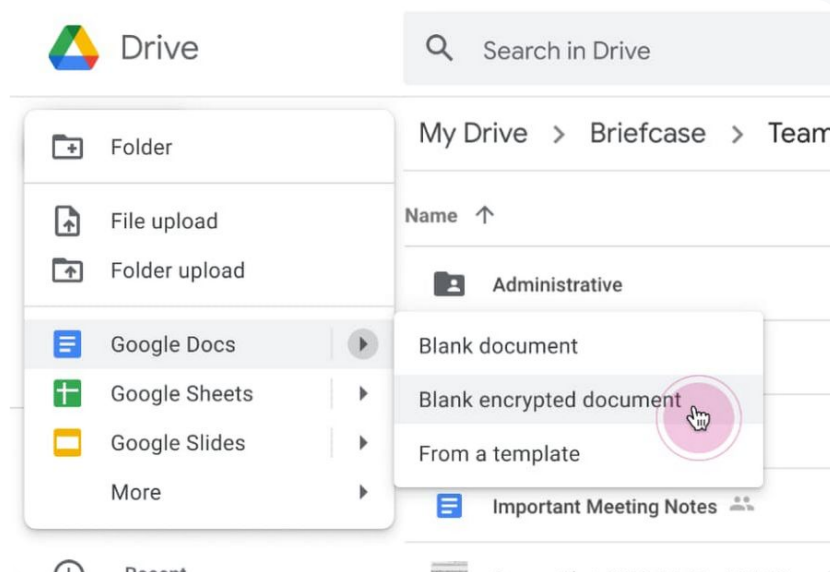 Drive
Search in Drive
My Drive > Briefcase > Team
Folder
Name
File upload
Folder upload
Administrative
Google Docs
Blank document
Google Sheets
Blank encrypted document
Google Slides
From a template
More
Important Meeting Notes
Recent